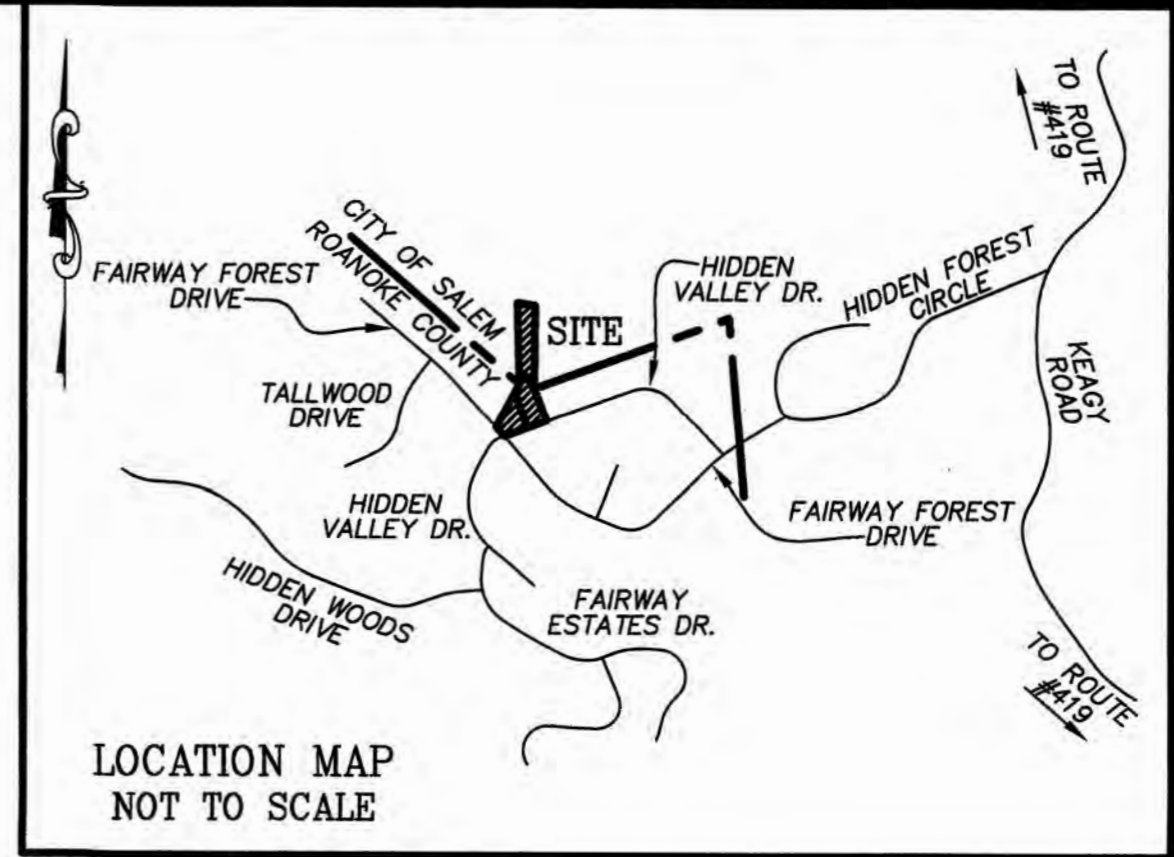 TO ROUTE
#419
CITY OF SALEM
ROANOKE COUNTY
FAIRWAY FOREST
DRIVE
HIDDEN
VALLEY DR.
HIDDEN FOREST
CIRCLE
SITE
KEAGY
ROAD
TALLWOOD
DRIVE
HIDDEN
VALLEY DR.
FAIRWAY FOREST
DRIVE
HIDDEN WOODS
DRIVE
FAIRWAY
ESTATES DR.
TO ROUTE
#419
LOCATION MAP
NOT TO SCALE